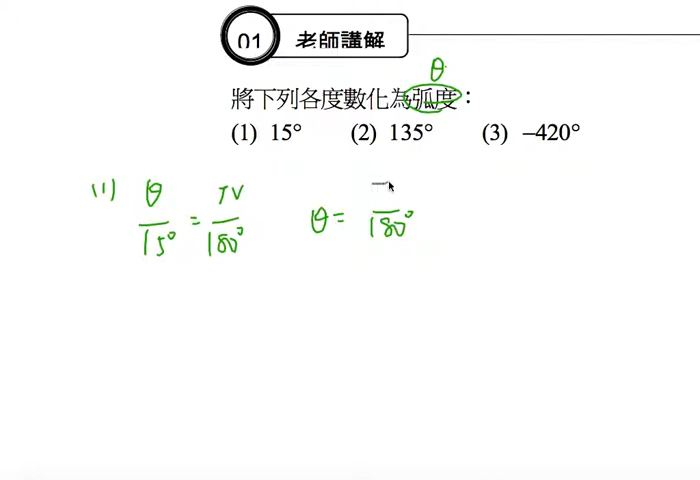 01 老師講解
θ
將下列各度數化為弧度：
(1) 15° (2) 135° (3) −420°
(1) θ/15° = π/180° θ = /180°